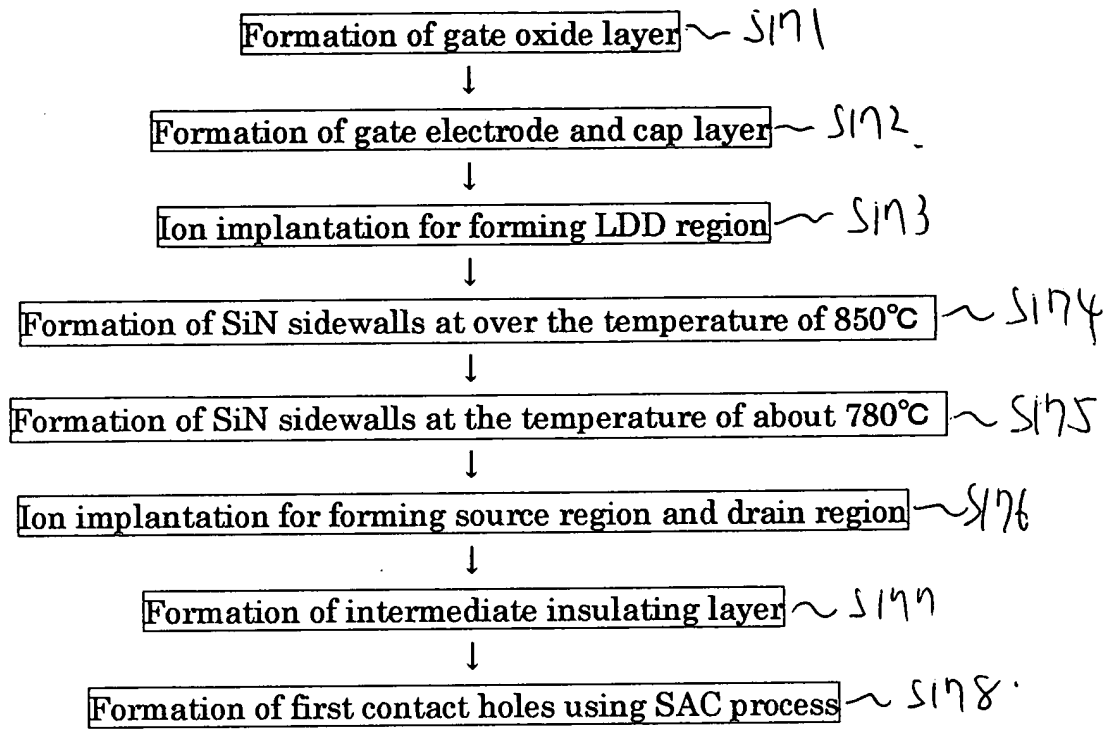 Formation of gate oxide layer ~ S171
↓
Formation of gate electrode and cap layer ~ S172
↓
Ion implantation for forming LDD region ~ S173
↓
Formation of SiN sidewalls at over the temperature of 850℃ ~ S174
↓
Formation of SiN sidewalls at the temperature of about 780℃ ~ S175
↓
Ion implantation for forming source region and drain region ~ S176
↓
Formation of intermediate insulating layer ~ S177
↓
Formation of first contact holes using SAC process ~ S178